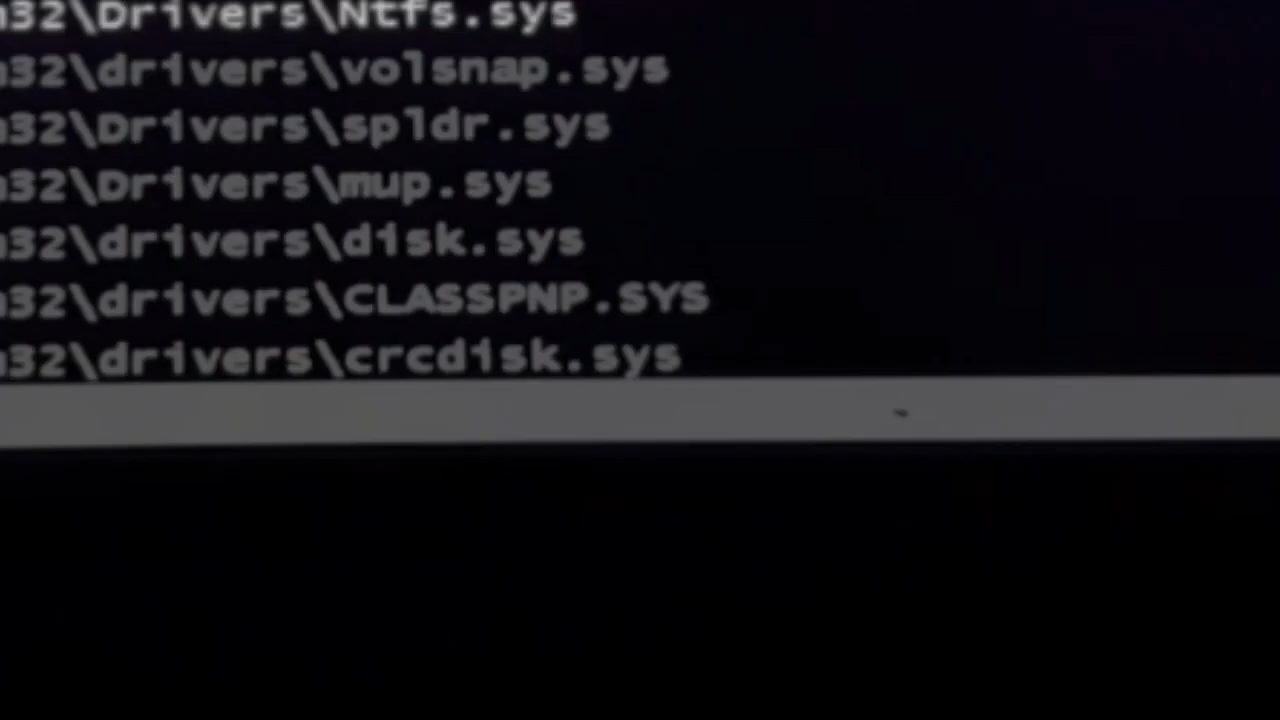 32\Drivers\Ntfs.sys
32\drivers\volsnap.sys
32\Drivers\spldr.sys
32\Drivers\mup.sys
32\drivers\disk.sys
32\drivers\CLASSPNP.SYS
32\drivers\crcdisk.sys